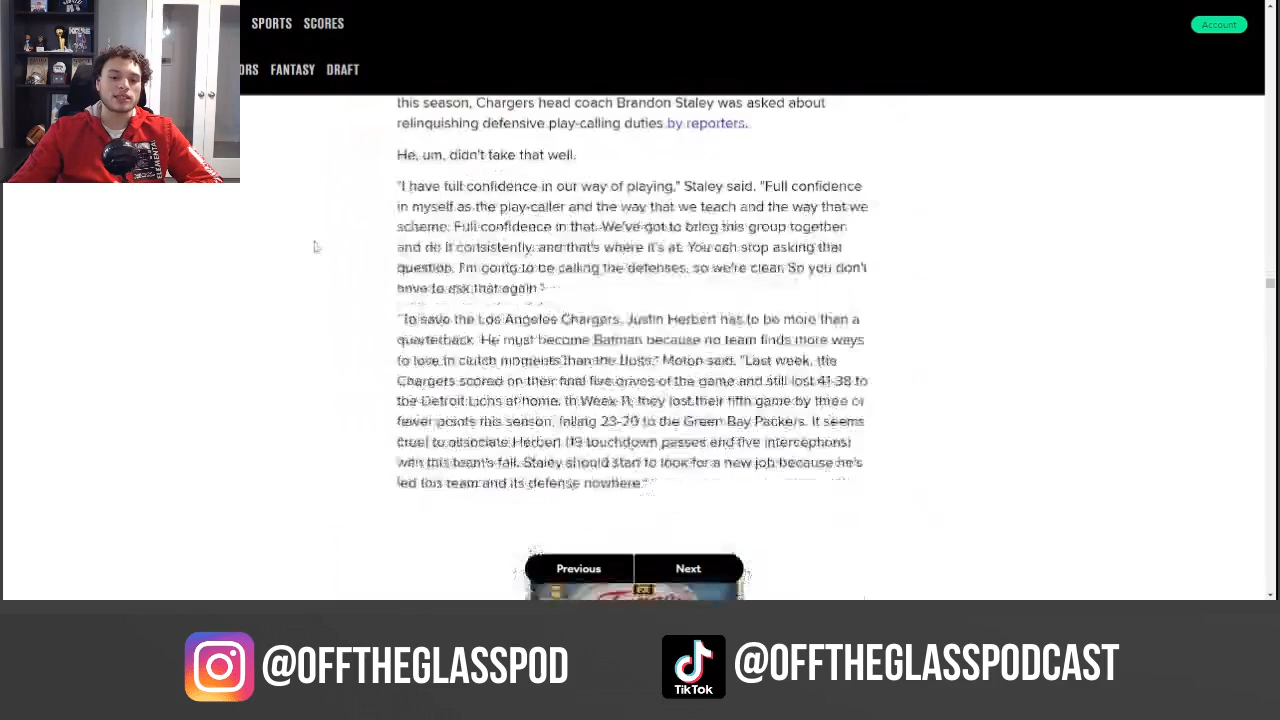 SPORTS SCORES
Account
ORS FANTASY DRAFT
this season, Chargers head coach Brandon Staley was asked about
relinquishing defensive play-calling duties by reporters.
He, um, didn't take that well.
"I have full confidence in our way of playing," Staley said. "Full confidence
in myself as the play-caller and the way that we teach and the way that we
scheme. Full confidence in that. We've got to bring this group together
and do it consistently, and that's where it's at. You can stop asking that
question. I'm going to be calling the defenses, so we're clear. So you don't
have to ask that again."
"To save the Los Angeles Chargers, Justin Herbert has to be more than a
quarterback. He must become Batman because no team finds more ways
to lose in clutch moments than the Bolts," Moton said. "Last week, the
Chargers scored on their final five drives of the game and still lost 41-38 to
the Detroit Lions at home. In Week 11, they lost their fifth game by three or
fewer points this season, falling 23-20 to the Green Bay Packers. It seems
cruel to associate Herbert (19 touchdown passes and five interceptions)
with this team's fall. Staley should start to look for a new job because he's
led this team and its defense nowhere."
Previous Next
@OFFTHEGLASSPOD
TikTok
@OFFTHEGLASSPODCAST